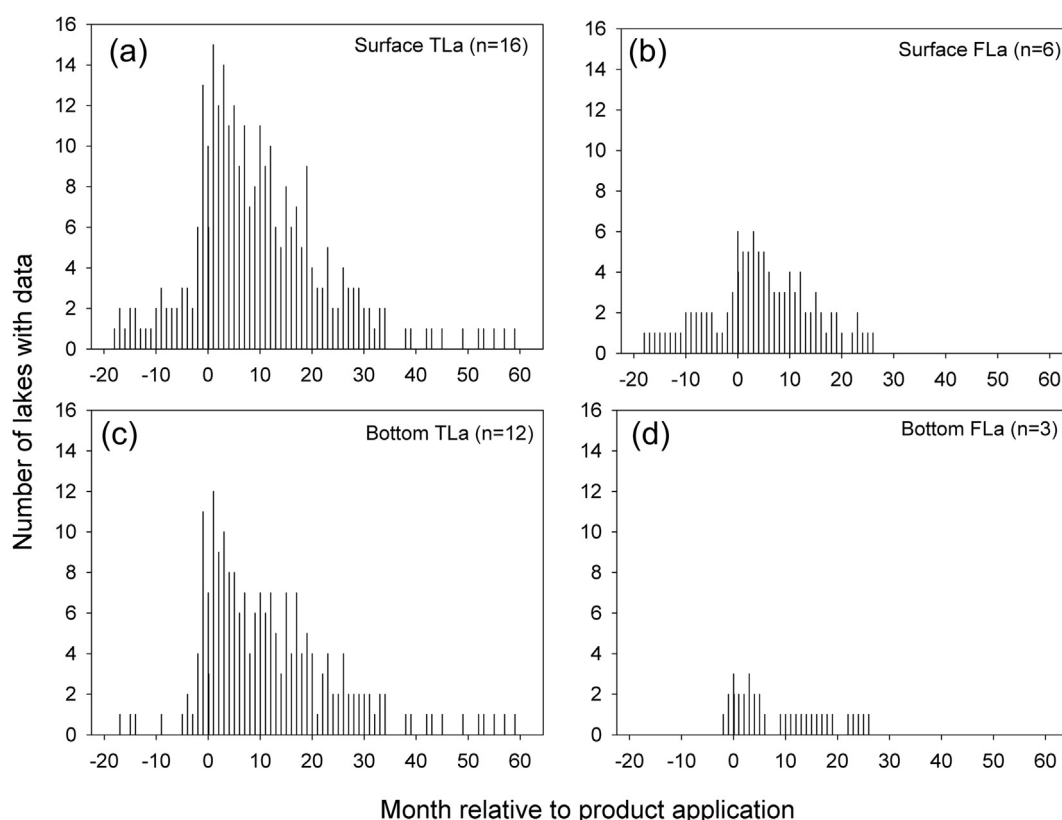 (a)
Surface TLa (n=16)
16
14
12
10
8
6
4
2
0
-20 -10 0 10 20 30 40 50 60
(b)
Surface FLa (n=6)
16
14
12
10
8
6
4
2
0
-20 -10 0 10 20 30 40 50 60
(c)
Bottom TLa (n=12)
16
14
12
10
8
6
4
2
0
-20 -10 0 10 20 30 40 50 60
(d)
Bottom FLa (n=3)
16
14
12
10
8
6
4
2
0
-20 -10 0 10 20 30 40 50 60
Number of lakes with data
Month relative to product application